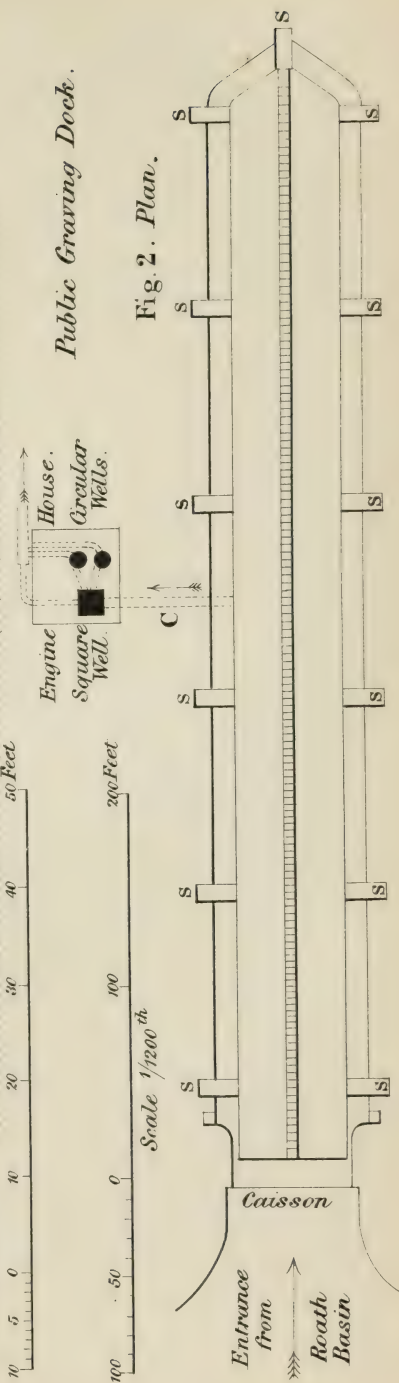 10 5 0 10 20 30 40 50 Feet
100 50 0 100 200 Feet
Scale 1/1200th
Public Graving Dock.
Fig. 2. Plan.
Engine House.
Square Well.
Circular Wells.
C
S S S S S S
S
S S S S S S
Caisson
Entrance
from
Roath
Basin